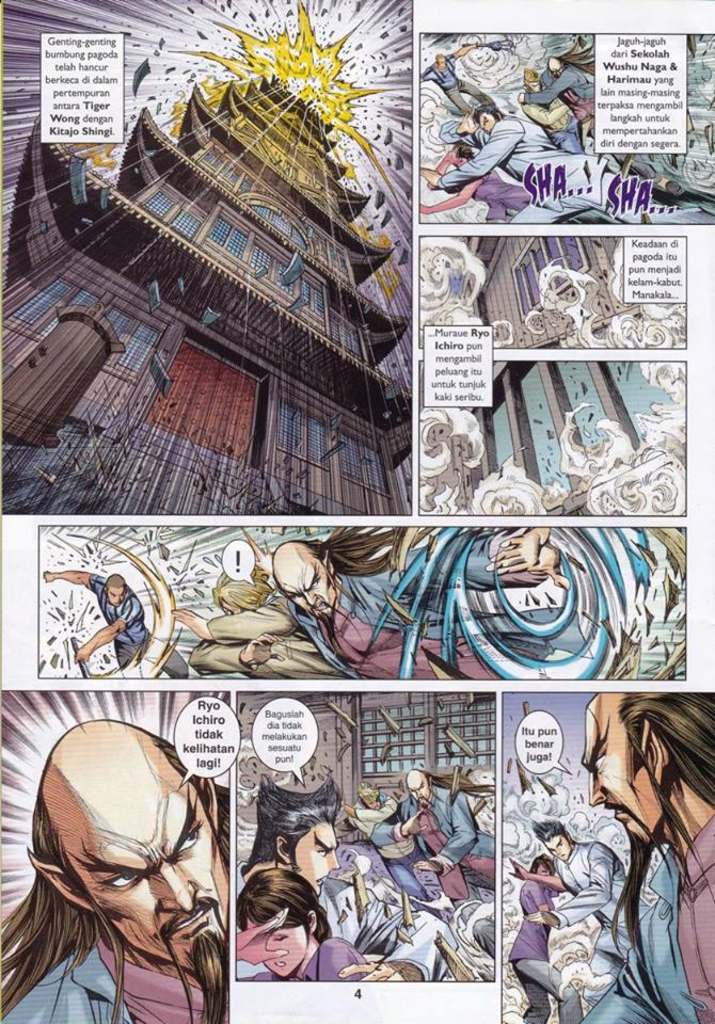 Genting-genting
bumbung pagoda
telah hancur
berkeca di dalam
pertempuran
antara Tiger
Wong dengan
Kitajo Shingi.
Jaguh-jaguh
dari Sekolah
Wushu Naga &
Harimau yang
lain masing-masing
terpaksa mengambil
langkah untuk
mempertahankan
diri dengan segera.
SHA... SHA...
Keadaan di
pagoda itu
pun menjadi
kelam-kabut.
Manakala...
...Muraue Ryo
Ichiro pun
mengambil
peluang itu
untuk tunjuk
kaki seribu.
!
Ryo
Ichiro
tidak
kelihatan
lagi!
Baguslah
dia tidak
melakukan
sesuatu
pun!
Itu pun
benar
juga!
4